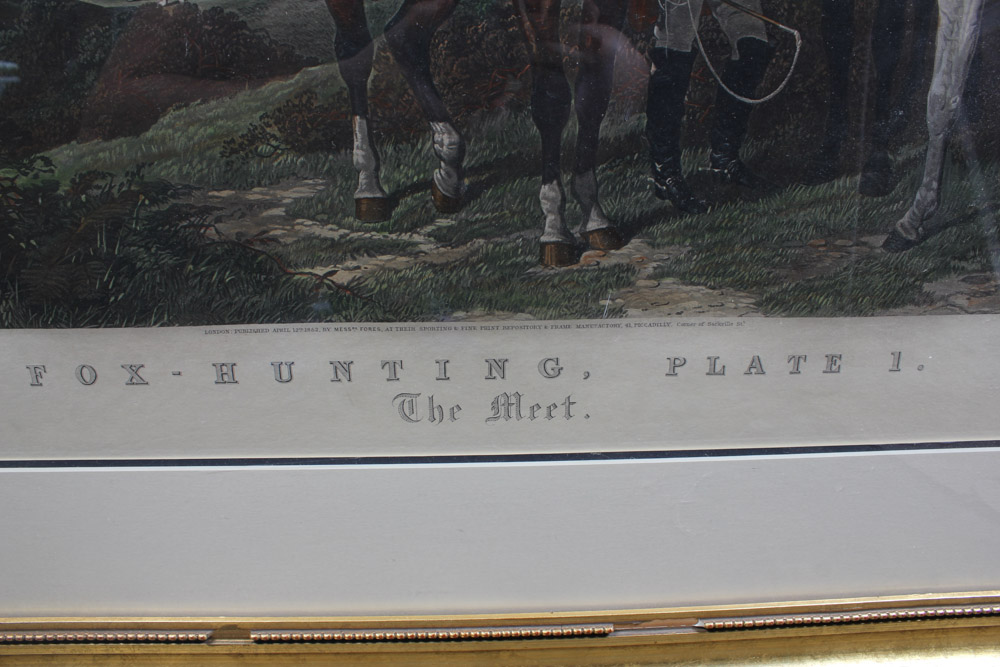 LONDON: PUBLISHED APRIL 12TH 1852, BY MESSRS FORES, AT THEIR SPORTING & FINE PRINT REPOSITORY & FRAME MANUFACTORY, 41, PICCADILLY, Corner of Sackville St
FOX-HUNTING, PLATE 1.
The Meet.